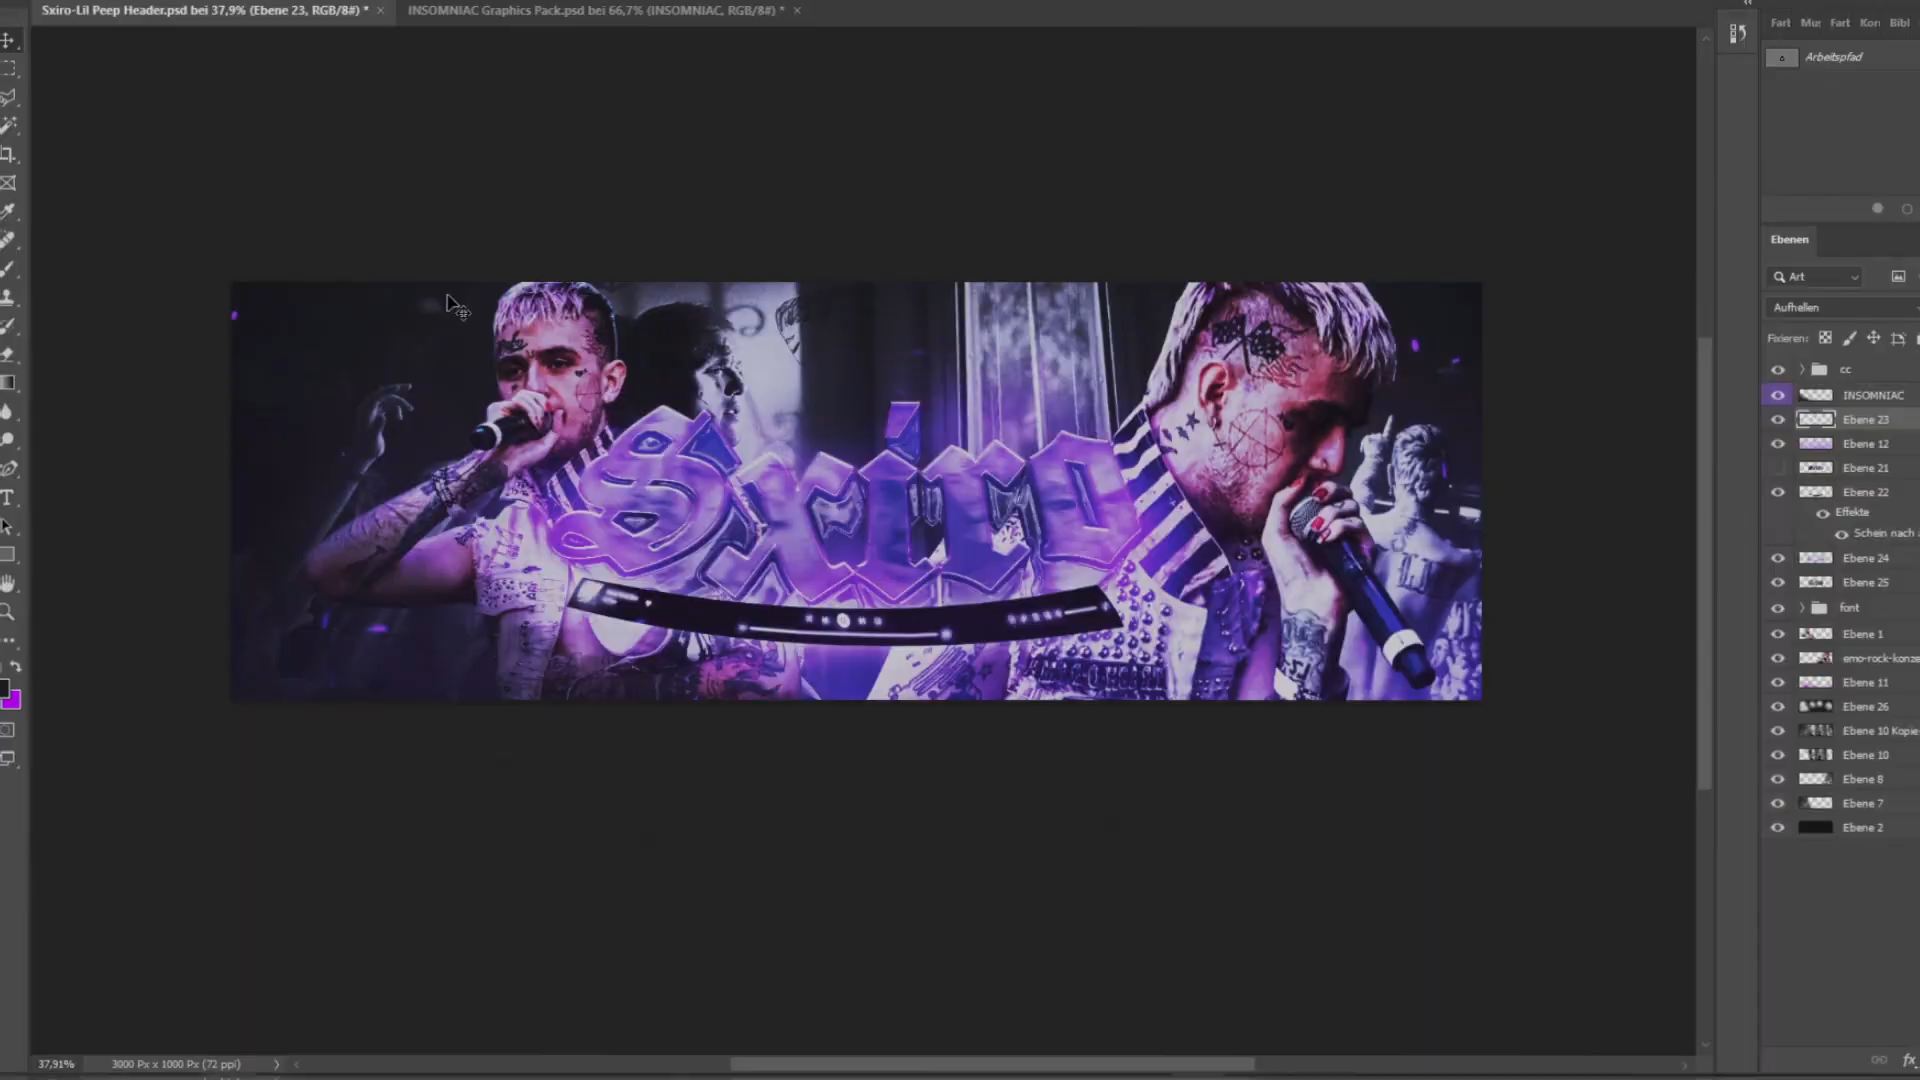 Sxiro-Lil Peep Header.psd bei 37,9% (Ebene 23, RGB/8#) *
INSOMNIAC Graphics Pack.psd bei 66,7% (INSOMNIAC, RGB/8#) *
Fart Mus Fart Kon Bibl
Arbeitspfad
Ebenen
Art
Aufhellen
Fixieren:
cc
INSOMNIAC
Ebene 23
Ebene 12
Ebene 21
Ebene 22
Effekte
Schein nach a
Ebene 24
Ebene 25
font
Ebene 1
emo-rock-konze
Ebene 11
Ebene 26
Ebene 10 Kopie
Ebene 10
Ebene 8
Ebene 7
Ebene 2
Sxiro
H
37,91%
3000 Px x 1000 Px (72 ppi)
fx